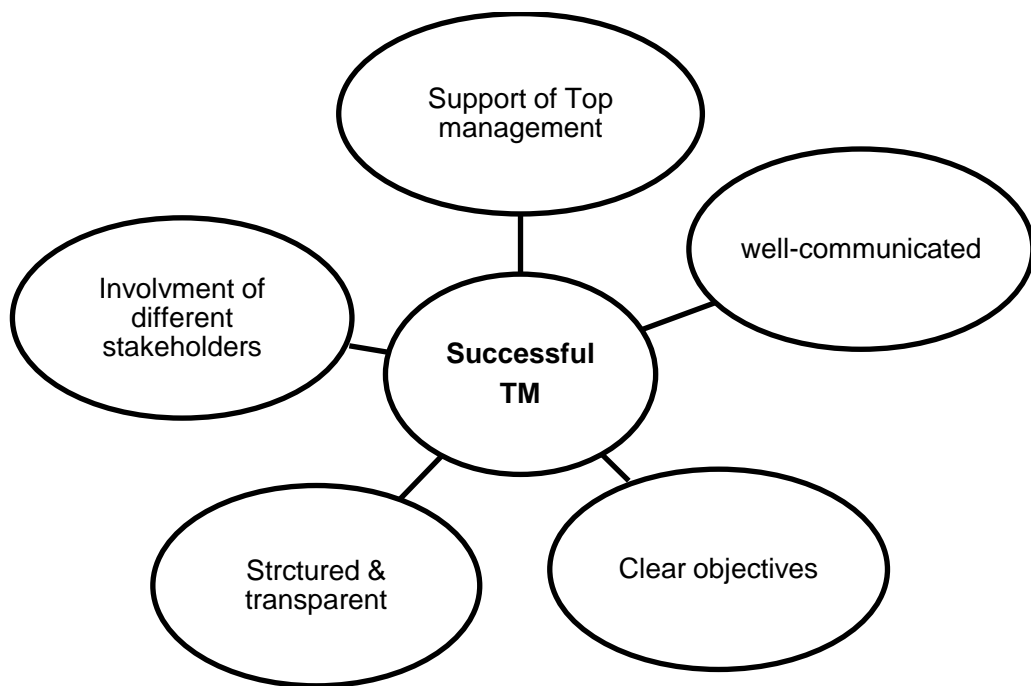 Support of Top
management
well-communicated
Involvment of
different
stakeholders
Successful
TM
Strctured &
transparent
Clear objectives